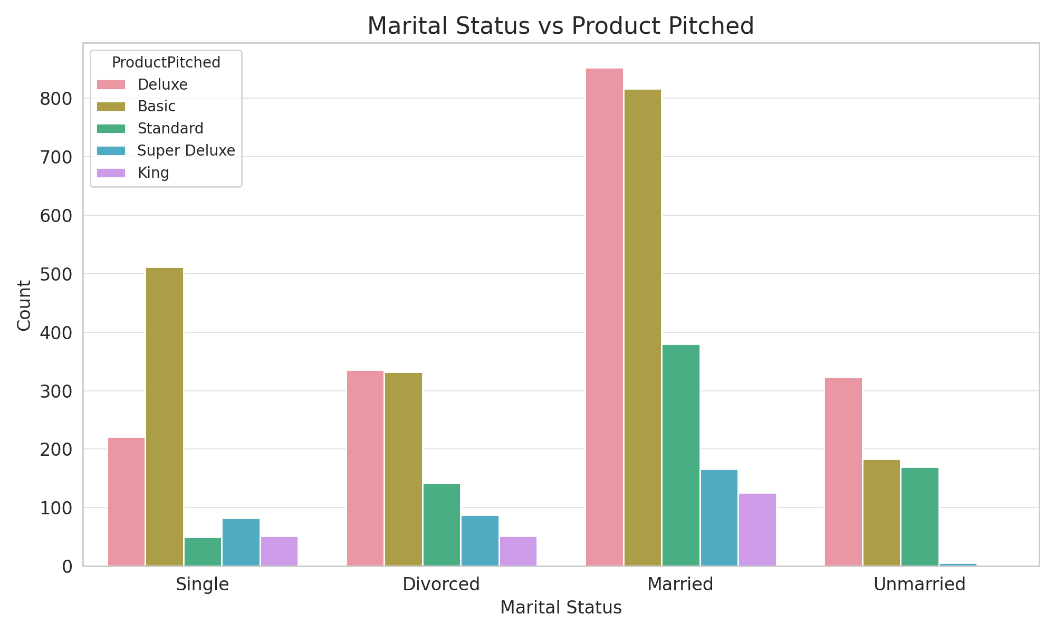 Marital Status vs Product Pitched
ProductPitched
Deluxe
Basic
Standard
Super Deluxe
King
Count
800
700
600
500
400
300
200
100
0
Single Divorced Married Unmarried
Marital Status